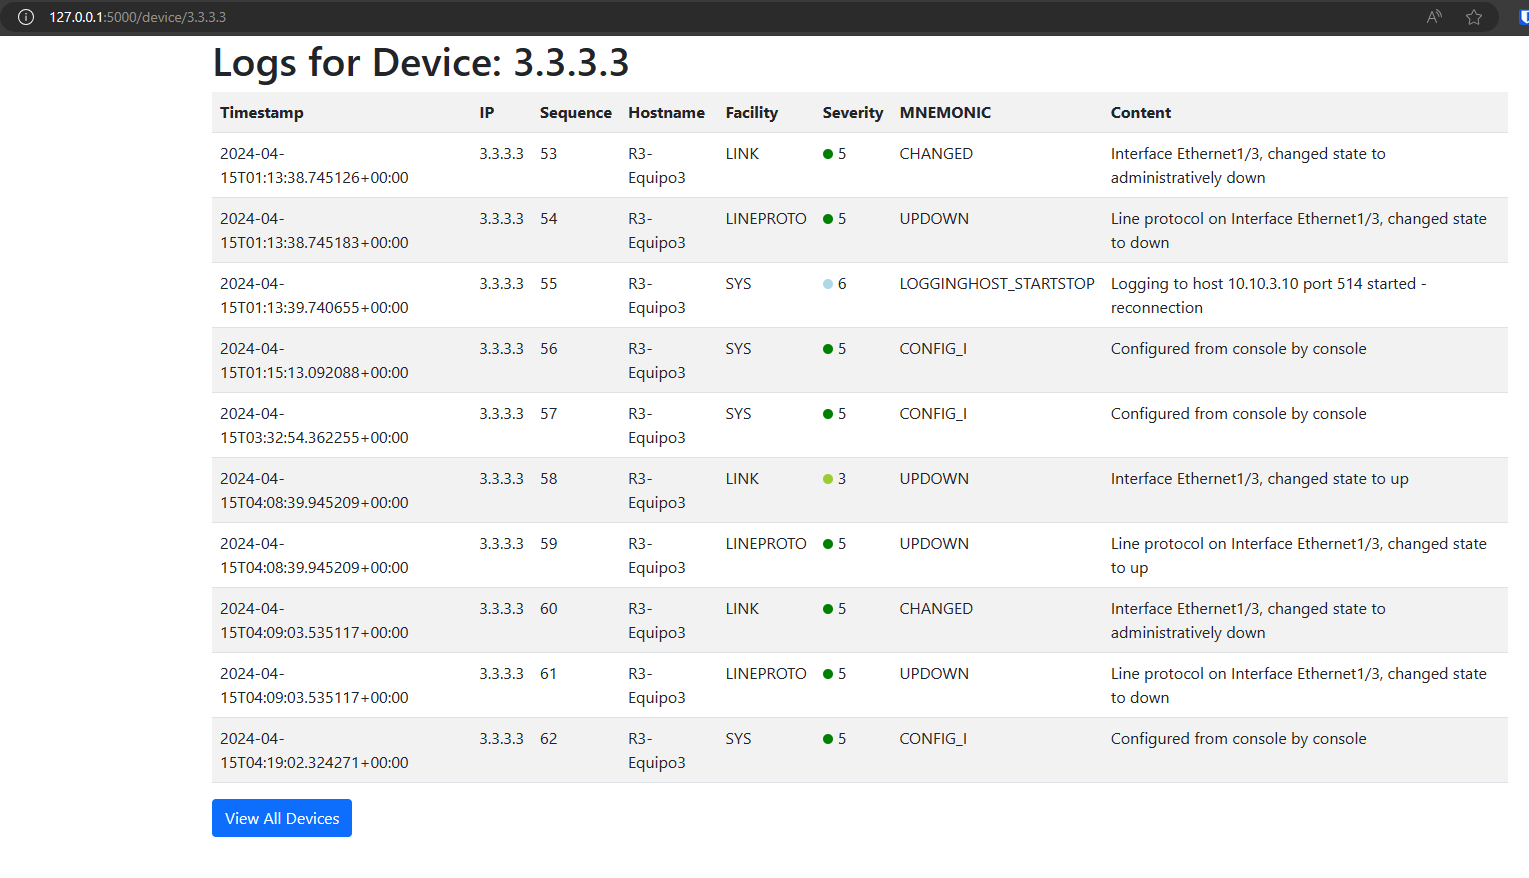 127.0.0.1:5000/device/3.3.3.3
Logs for Device: 3.3.3.3
Timestamp IP Sequence Hostname Facility Severity MNEMONIC Content
2024-04-15T01:13:38.745126+00:00 3.3.3.3 53 R3-Equipo3 LINK 5 CHANGED Interface Ethernet1/3, changed state to administratively down
2024-04-15T01:13:38.745183+00:00 3.3.3.3 54 R3-Equipo3 LINEPROTO 5 UPDOWN Line protocol on Interface Ethernet1/3, changed state to down
2024-04-15T01:13:39.740655+00:00 3.3.3.3 55 R3-Equipo3 SYS 6 LOGGINGHOST_STARTSTOP Logging to host 10.10.3.10 port 514 started - reconnection
2024-04-15T01:15:13.092088+00:00 3.3.3.3 56 R3-Equipo3 SYS 5 CONFIG_I Configured from console by console
2024-04-15T03:32:54.362255+00:00 3.3.3.3 57 R3-Equipo3 SYS 5 CONFIG_I Configured from console by console
2024-04-15T04:08:39.945209+00:00 3.3.3.3 58 R3-Equipo3 LINK 3 UPDOWN Interface Ethernet1/3, changed state to up
2024-04-15T04:08:39.945209+00:00 3.3.3.3 59 R3-Equipo3 LINEPROTO 5 UPDOWN Line protocol on Interface Ethernet1/3, changed state to up
2024-04-15T04:09:03.535117+00:00 3.3.3.3 60 R3-Equipo3 LINK 5 CHANGED Interface Ethernet1/3, changed state to administratively down
2024-04-15T04:09:03.535117+00:00 3.3.3.3 61 R3-Equipo3 LINEPROTO 5 UPDOWN Line protocol on Interface Ethernet1/3, changed state to down
2024-04-15T04:19:02.324271+00:00 3.3.3.3 62 R3-Equipo3 SYS 5 CONFIG_I Configured from console by console
View All Devices